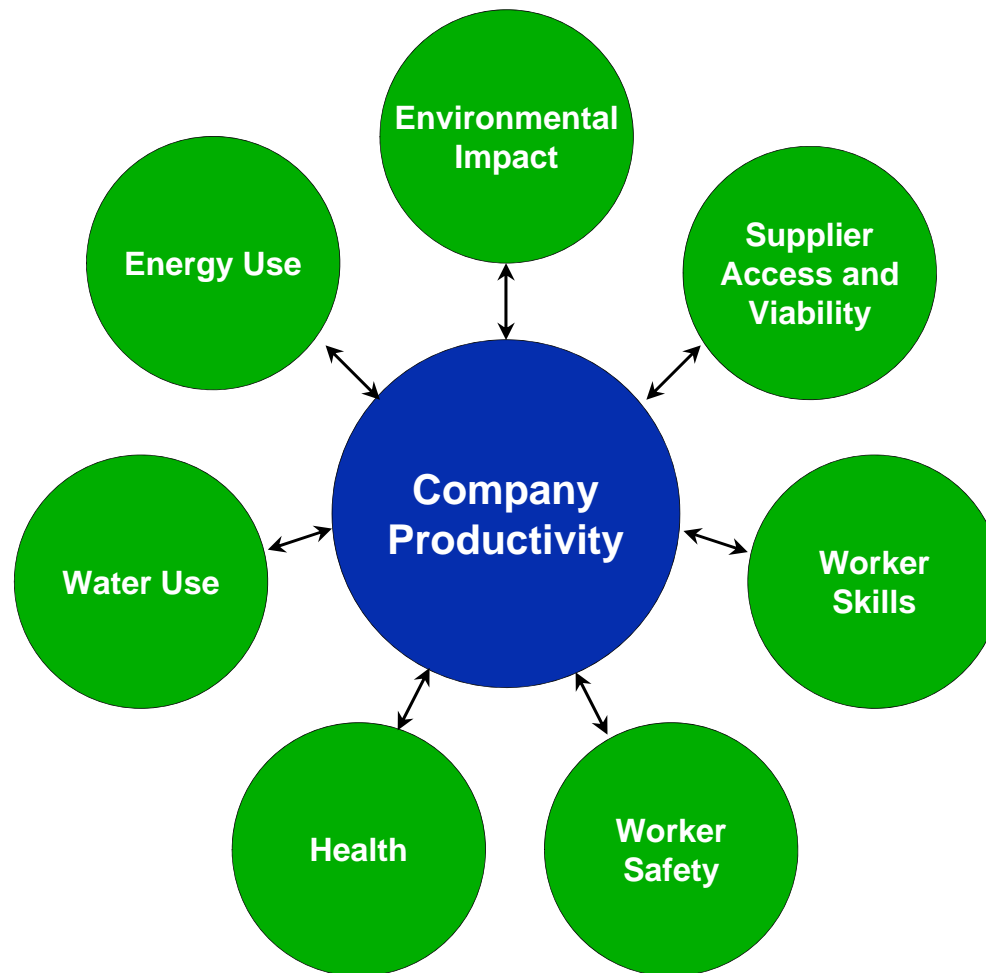 Environmental
Impact
Supplier
Access and
Viability
Energy Use
Company
Productivity
Worker
Skills
Water Use
Worker
Safety
Health